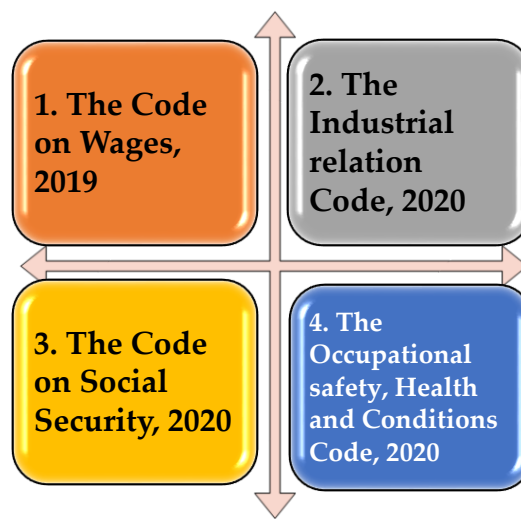 1. The Code
on Wages,
2019
2. The
Industrial
relation
Code, 2020
3. The Code
on Social
Security, 2020
4. The
Occupational
safety, Health
and Conditions
Code, 2020